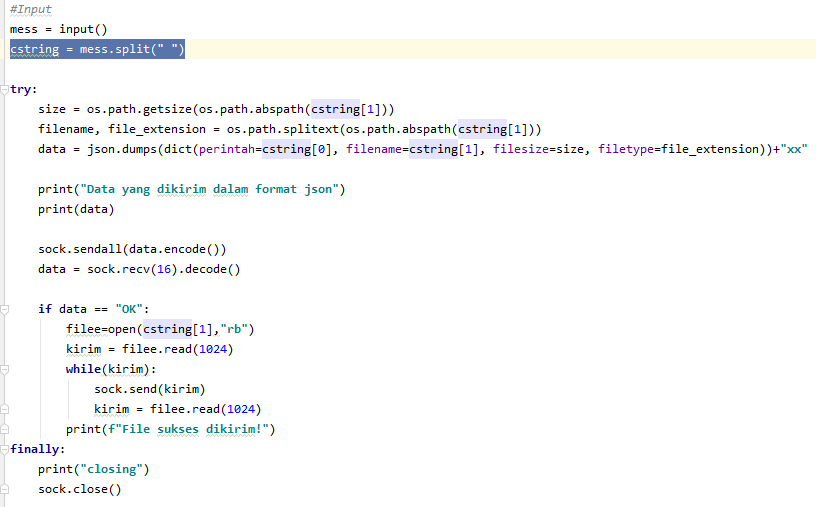 #Input
mess = input()
cstring = mess.split(" ")
try:
size = os.path.getsize(os.path.abspath(cstring[1]))
filename, file_extension = os.path.splitext(os.path.abspath(cstring[1]))
data = json.dumps(dict(perintah=cstring[0], filename=cstring[1], filesize=size, filetype=file_extension))+"xx"
print("Data yang dikirim dalam format json")
print(data)
sock.sendall(data.encode())
data = sock.recv(16).decode()
if data == "OK":
filee=open(cstring[1],"rb")
kirim = filee.read(1024)
while(kirim):
sock.send(kirim)
kirim = filee.read(1024)
print(f"File sukses dikirim!")
finally:
print("closing")
sock.close()